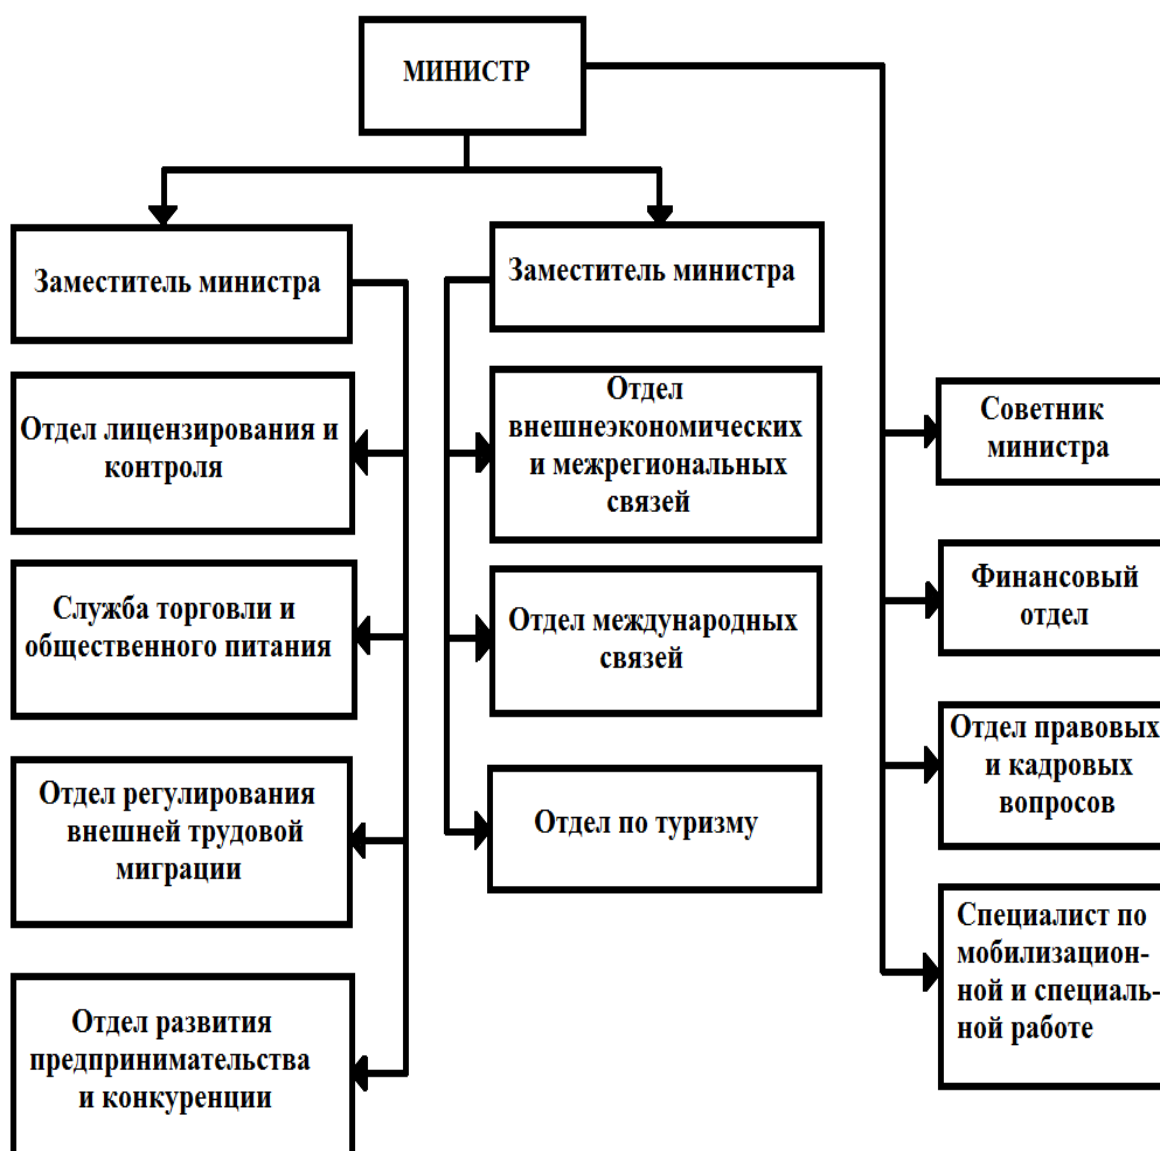 МИНИСТР
Заместитель министра
Отдел лицензирования и
контроля
Служба торговли и
общественного питания
Отдел регулирования
внешней трудовой
миграции
Отдел развития
предпринимательства
и конкуренции
Заместитель министра
Отдел
внешнеэкономических
и межрегиональных
связей
Отдел международных
связей
Отдел по туризму
Советник
министра
Финансовый
отдел
Отдел правовых
и кадровых
вопросов
Специалист по
мобилизацион-
ной и специаль-
ной работе